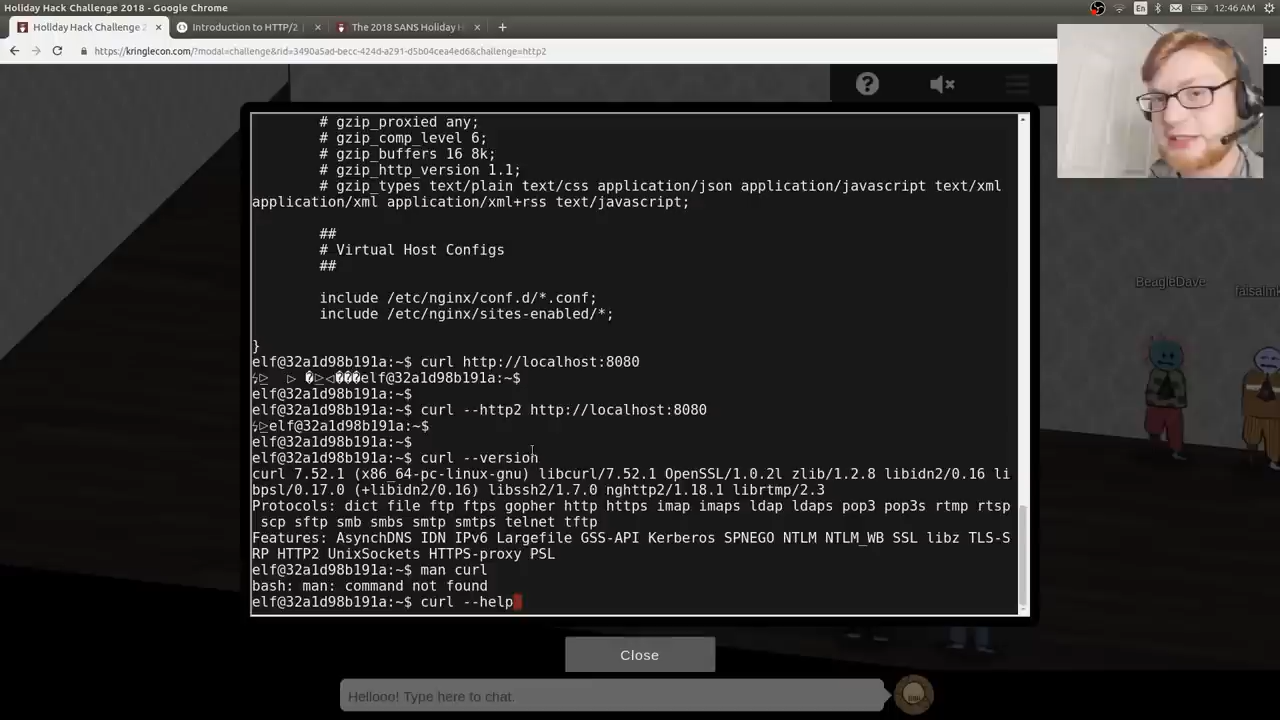 Holiday Hack Challenge 2018 - Google Chrome
En
12:46 AM
Holiday Hack Challenge 2
Introduction to HTTP/2
The 2018 SANS Holiday H
https://kringlecon.com/?modal=challenge&rid=3490a5ad-becc-424d-a291-d5b04cea4ed6&challenge=http2
# gzip_proxied any;
# gzip_comp_level 6;
# gzip_buffers 16 8k;
# gzip_http_version 1.1;
# gzip_types text/plain text/css application/json application/javascript text/xml
application/xml application/xml+rss text/javascript;
##
# Virtual Host Configs
##
include /etc/nginx/conf.d/*.conf;
include /etc/nginx/sites-enabled/*;
}
elf@32a1d98b191a:~$ curl http://localhost:8080
elf@32a1d98b191a:~$
elf@32a1d98b191a:~$
elf@32a1d98b191a:~$ curl --http2 http://localhost:8080
elf@32a1d98b191a:~$
elf@32a1d98b191a:~$
elf@32a1d98b191a:~$ curl --version
curl 7.52.1 (x86_64-pc-linux-gnu) libcurl/7.52.1 OpenSSL/1.0.2l zlib/1.2.8 libidn2/0.16 li
bpsl/0.17.0 (+libidn2/0.16) libssh2/1.7.0 nghttp2/1.18.1 librtmp/2.3
Protocols: dict file ftp ftps gopher http https imap imaps ldap ldaps pop3 pop3s rtmp rtsp
scp sftp smb smbs smtp smtps telnet tftp
Features: AsynchDNS IDN IPv6 Largefile GSS-API Kerberos SPNEGO NTLM NTLM_WB SSL libz TLS-S
RP HTTP2 UnixSockets HTTPS-proxy PSL
elf@32a1d98b191a:~$ man curl
bash: man: command not found
elf@32a1d98b191a:~$ curl --help
BeagleDave
Close
Hellooo! Type here to chat.